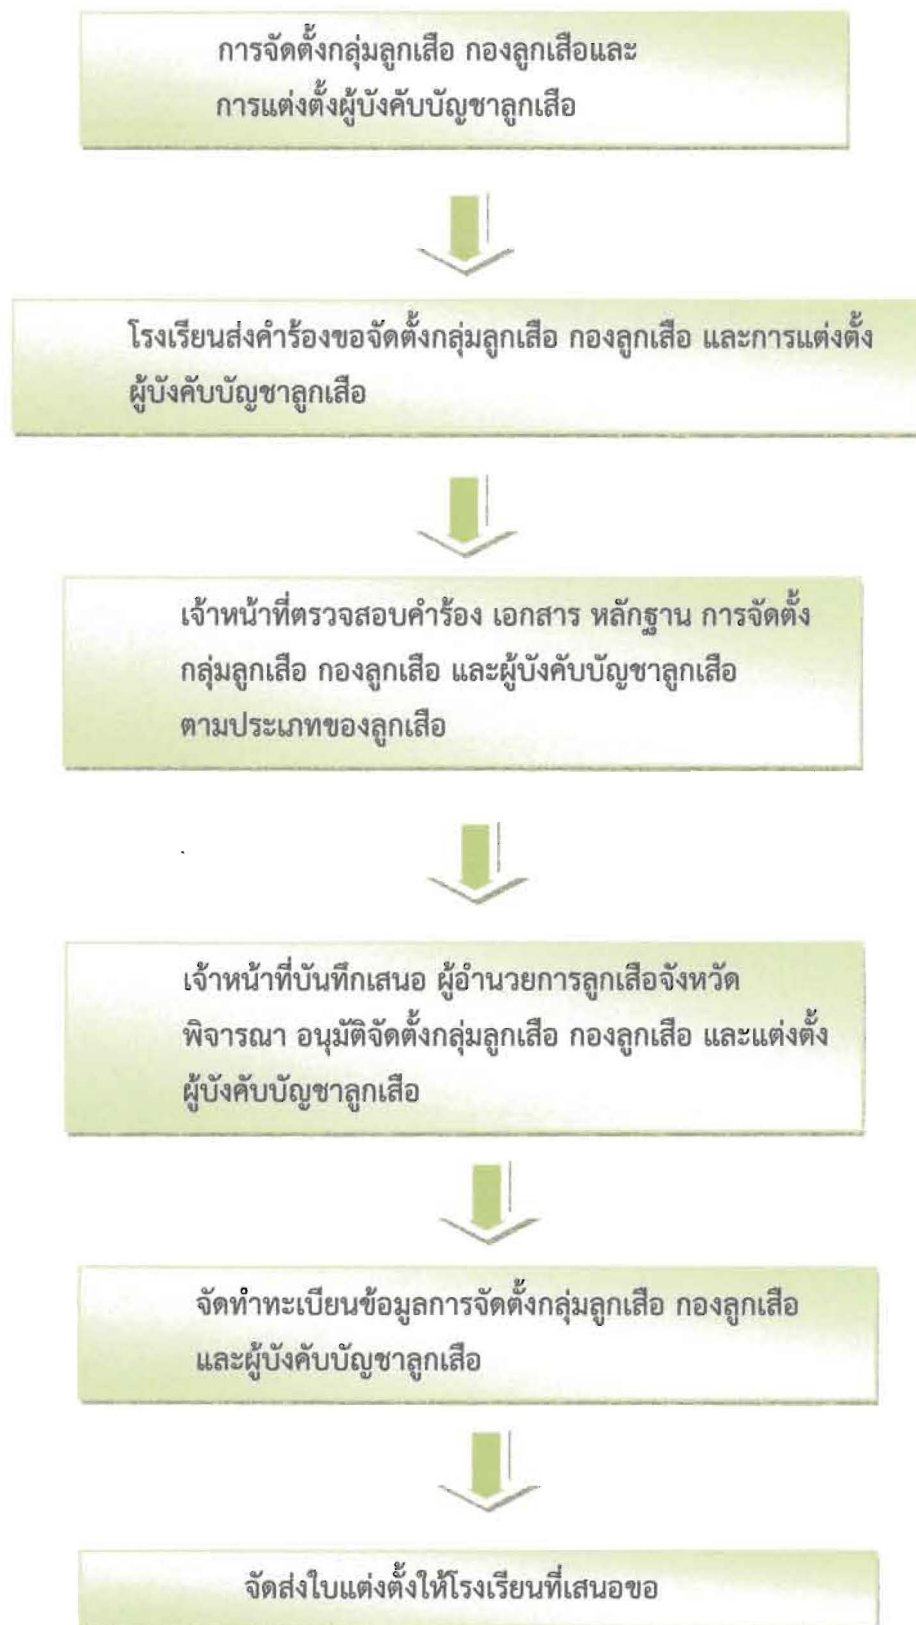 การจัดตั้งกลุ่มลูกเสือ กองลูกเสือและ
การแต่งตั้งผู้บังคับบัญชาลูกเสือ
โรงเรียนส่งคำร้องขอจัดตั้งกลุ่มลูกเสือ กองลูกเสือ และการแต่งตั้ง
ผู้บังคับบัญชาลูกเสือ
เจ้าหน้าที่ตรวจสอบคำร้อง เอกสาร หลักฐาน การจัดตั้ง
กลุ่มลูกเสือ กองลูกเสือ และผู้บังคับบัญชาลูกเสือ
ตามประเภทของลูกเสือ
เจ้าหน้าที่บันทึกเสนอ ผู้อำนวยการลูกเสือจังหวัด
พิจารณา อนุมัติจัดตั้งกลุ่มลูกเสือ กองลูกเสือ และแต่งตั้ง
ผู้บังคับบัญชาลูกเสือ
จัดทำทะเบียนข้อมูลการจัดตั้งกลุ่มลูกเสือ กองลูกเสือ
และผู้บังคับบัญชาลูกเสือ
จัดส่งใบแต่งตั้งให้โรงเรียนที่เสนอขอ